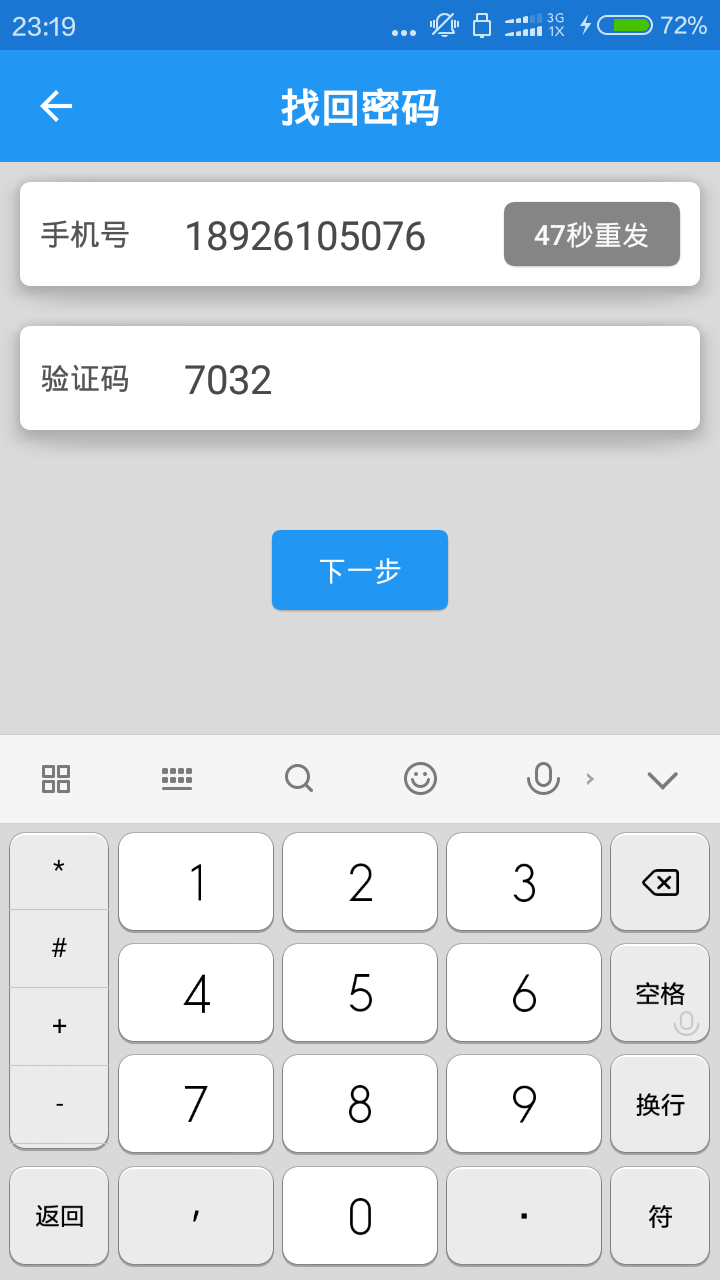 23:19 3G 1X 72%
找回密码
手机号 18926105076 47秒重发
验证码 7032
下一步
* 1 2 3
# 4 5 6 空格
+ 7 8 9 换行
-
返回 , 0 . 符